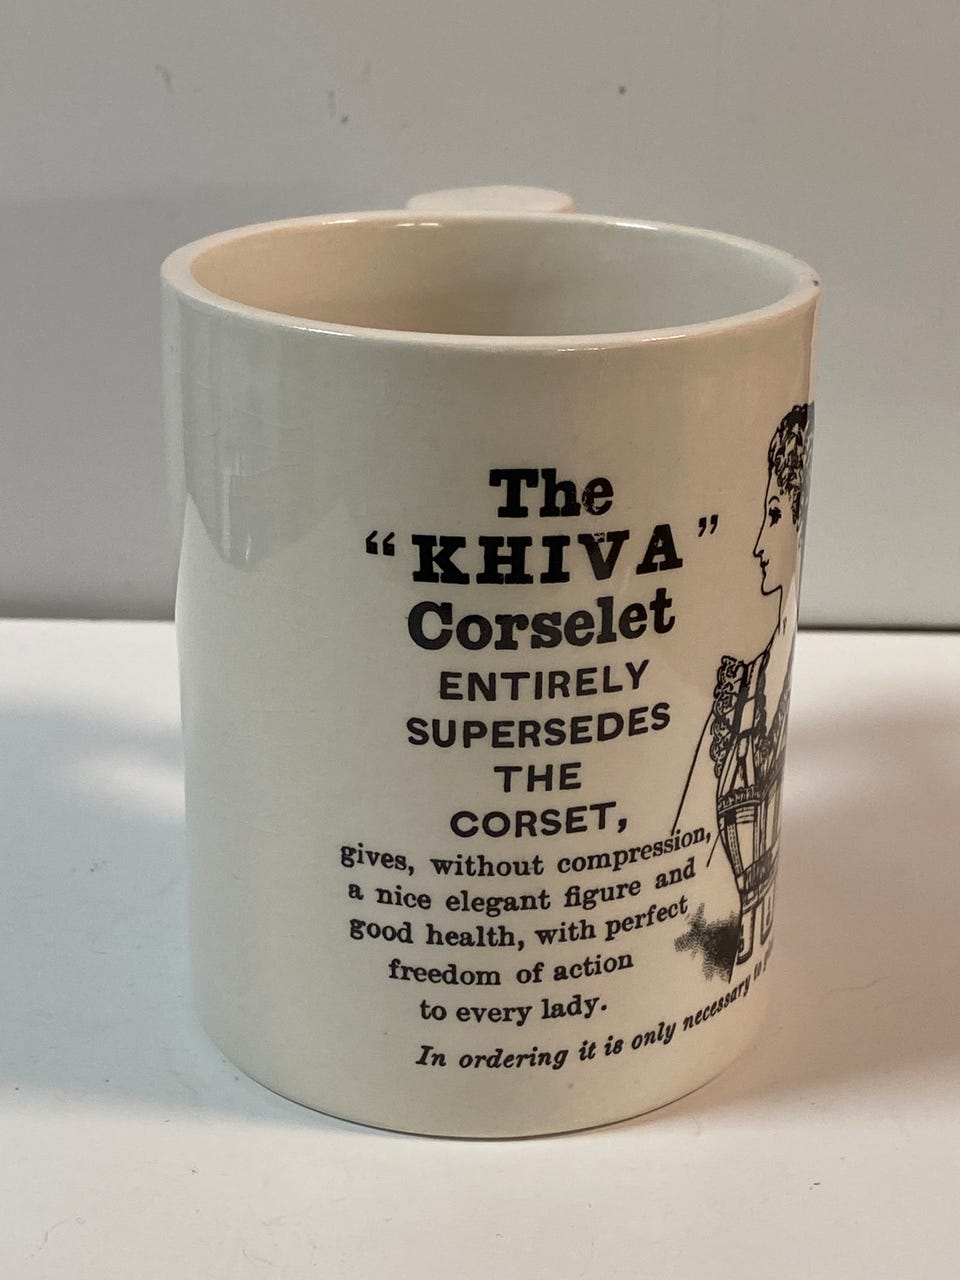 The
“KHIVA”
Corselet
ENTIRELY
SUPERSEDES
THE
CORSET,
gives, without compression,
a nice elegant figure and
good health, with perfect
freedom of action
to every lady.
In ordering it is only necessary to